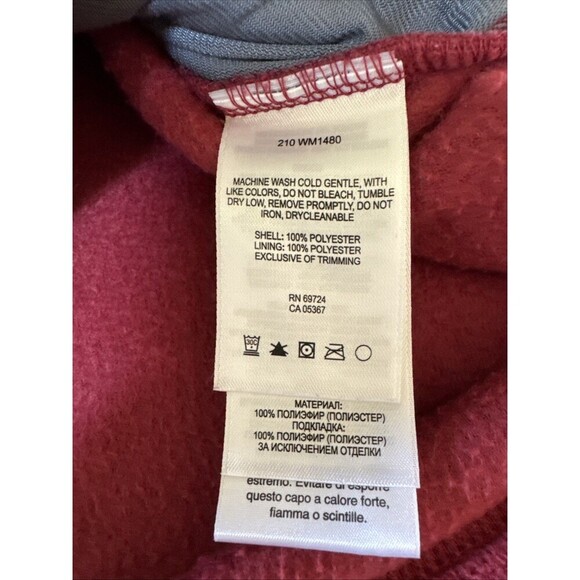 210 WM1480
MACHINE WASH COLD GENTLE, WITH
LIKE COLORS, DO NOT BLEACH, TUMBLE
DRY LOW, REMOVE PROMPTLY, DO NOT
IRON, DRYCLEANABLE
SHELL: 100% POLYESTER
LINING: 100% POLYESTER
EXCLUSIVE OF TRIMMING
RN 69724
CA 05367
30C
МАТЕРИАЛ:
100% ПОЛИЭФИР (ПОЛИЭСТЕР)
ПОДКЛАДКА:
100% ПОЛИЭФИР (ПОЛИЭСТЕР)
ЗА ИСКЛЮЧЕНИЕМ ОТДЕЛКИ
estremo. Evitare di esporre
questo capo a calore forte,
fiamma o scintille.